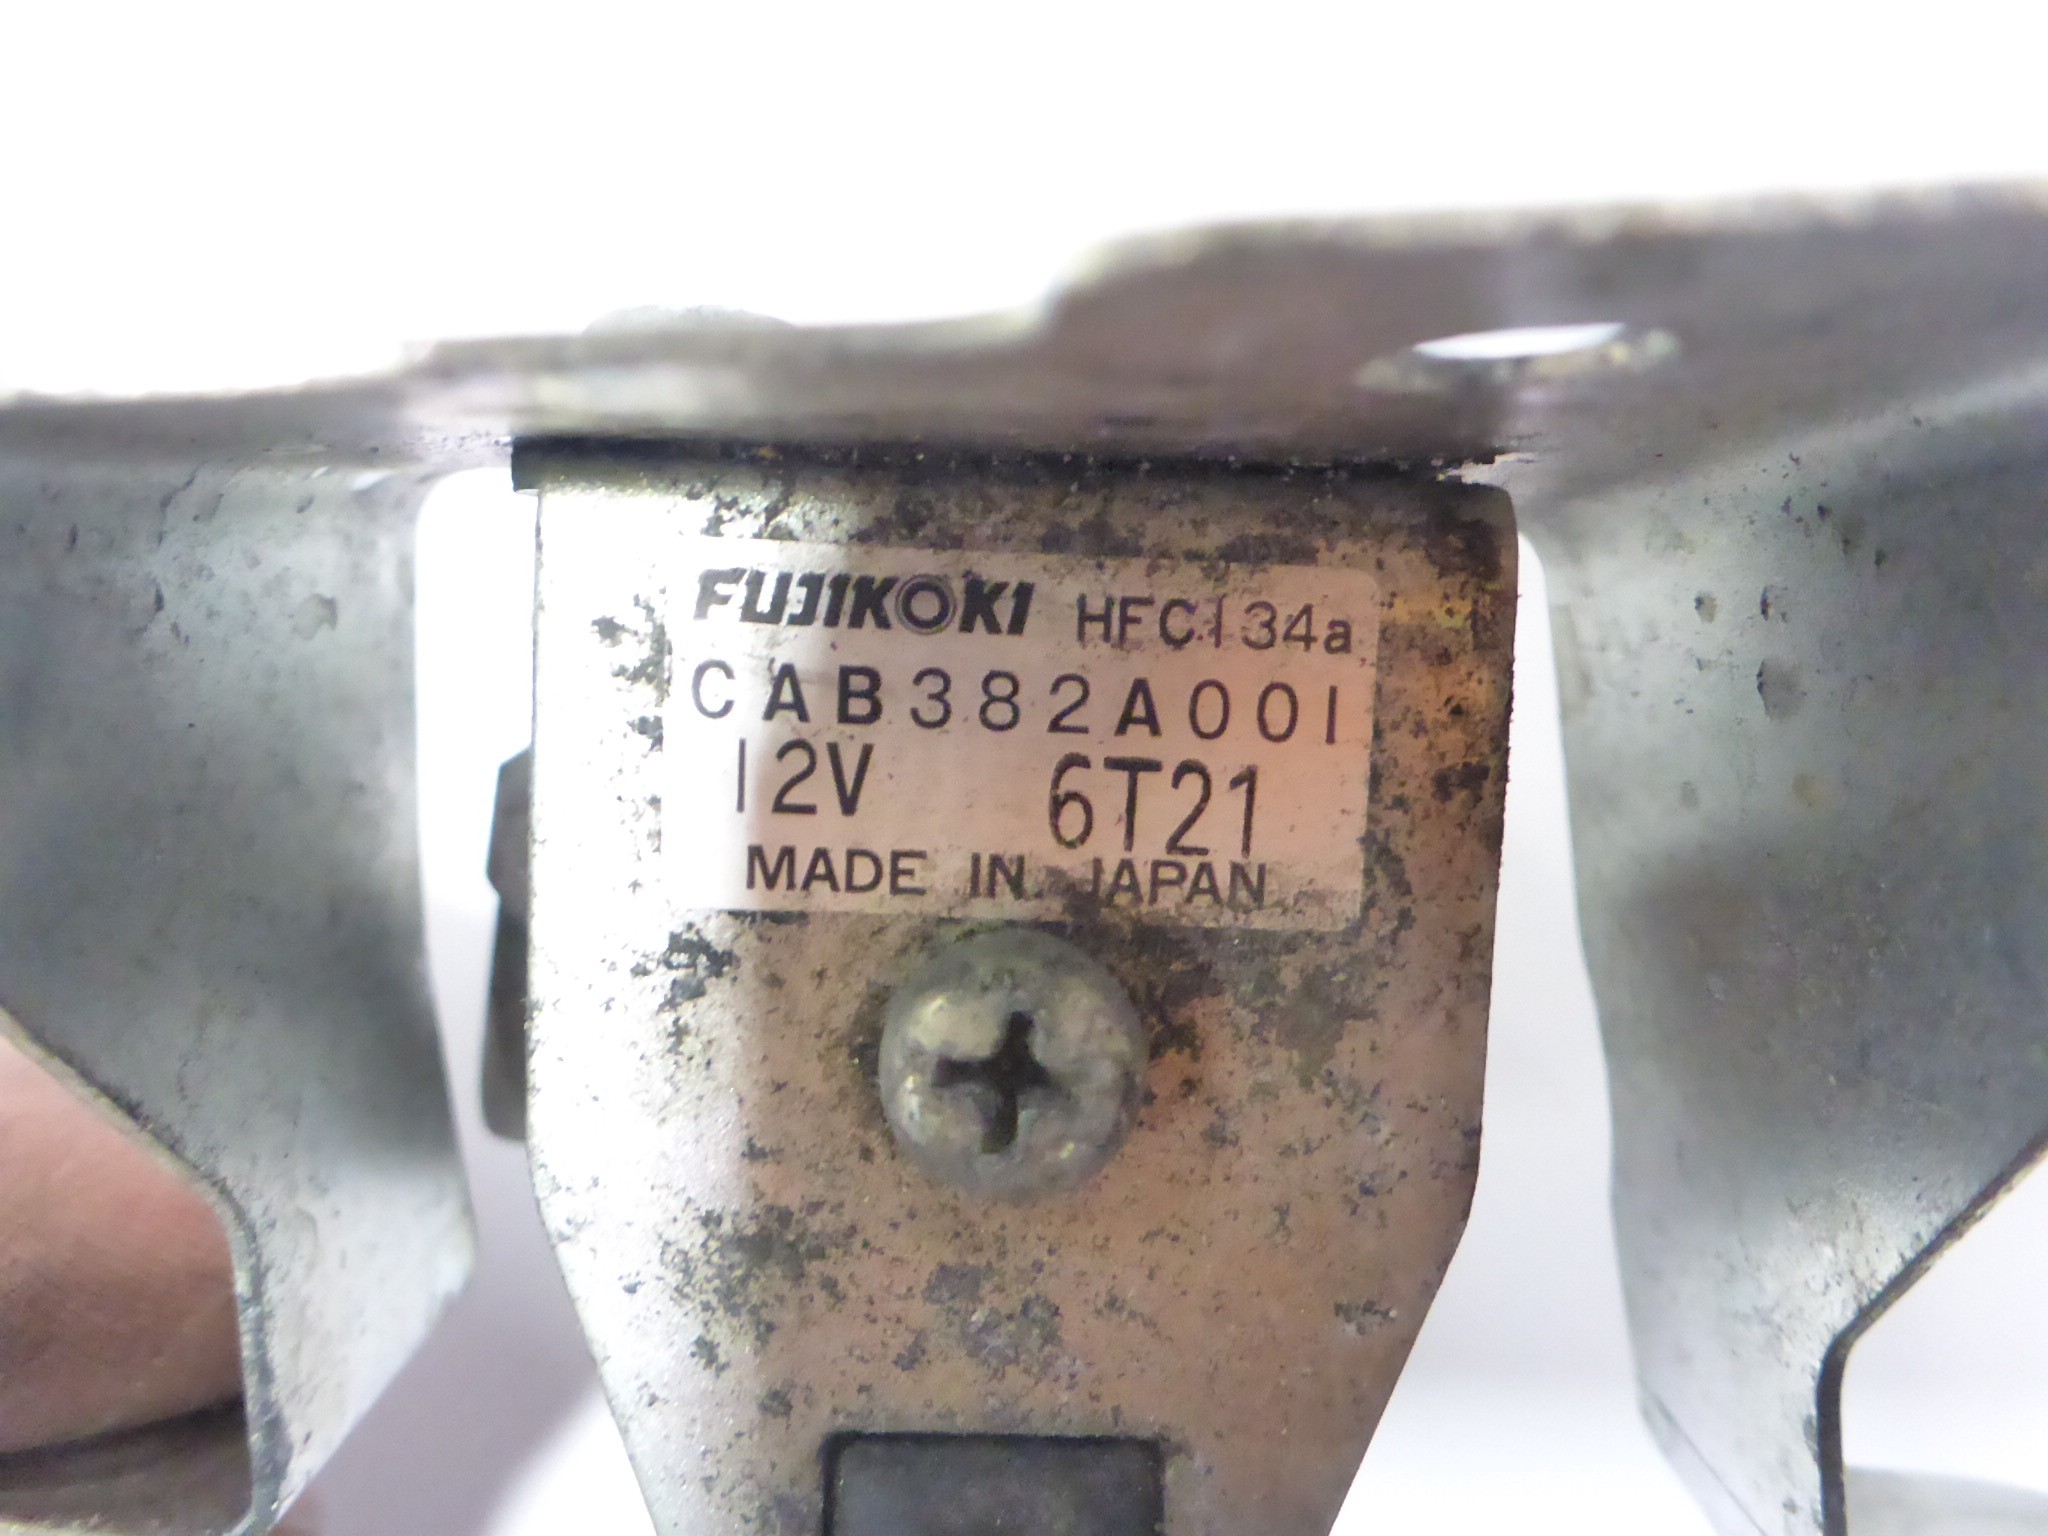 FUJIKOKI HFC134a
CAB382A001
12V 6T21
MADE IN JAPAN